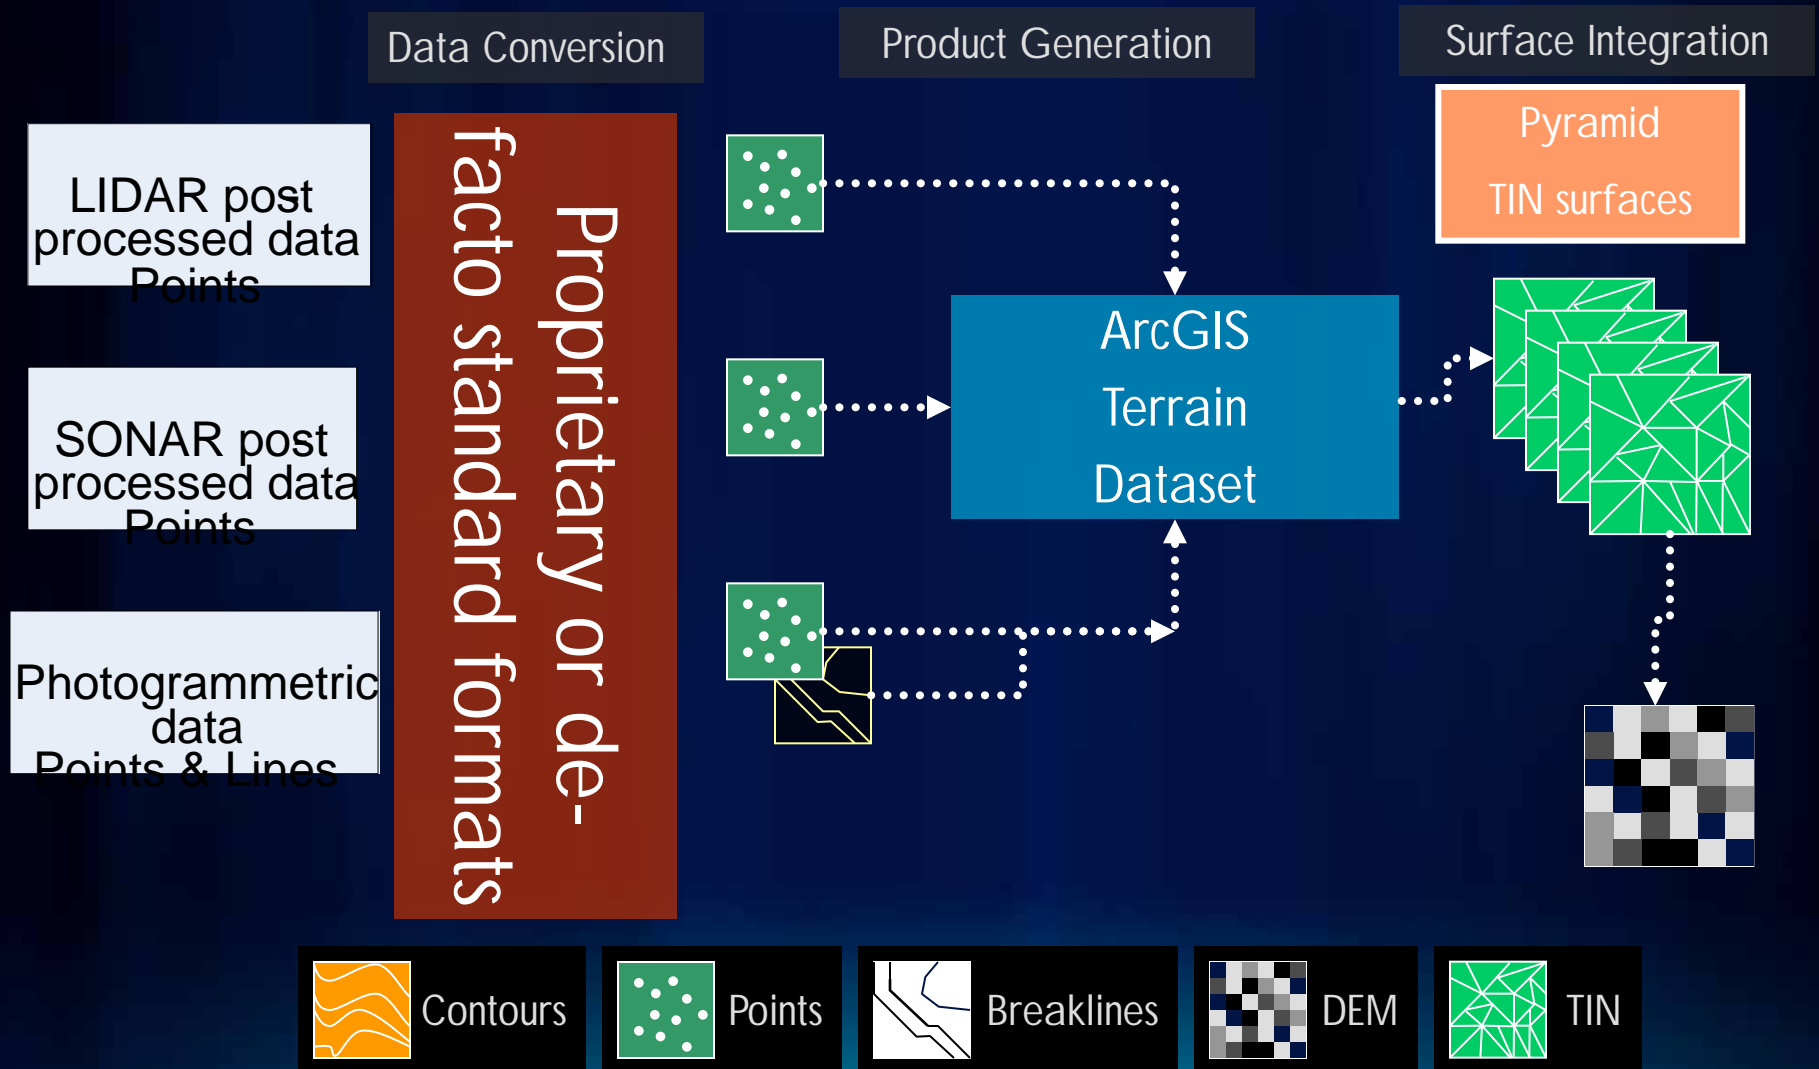 Data Conversion
Product Generation
Surface Integration
LIDAR post
processed data
Points
SONAR post
processed data
Points
Photogrammetric
data
Points & Lines
Proprietary or de-
facto standard formats
ArcGIS
Terrain
Dataset
Pyramid
TIN surfaces
Contours
Points
Breaklines
DEM
TIN